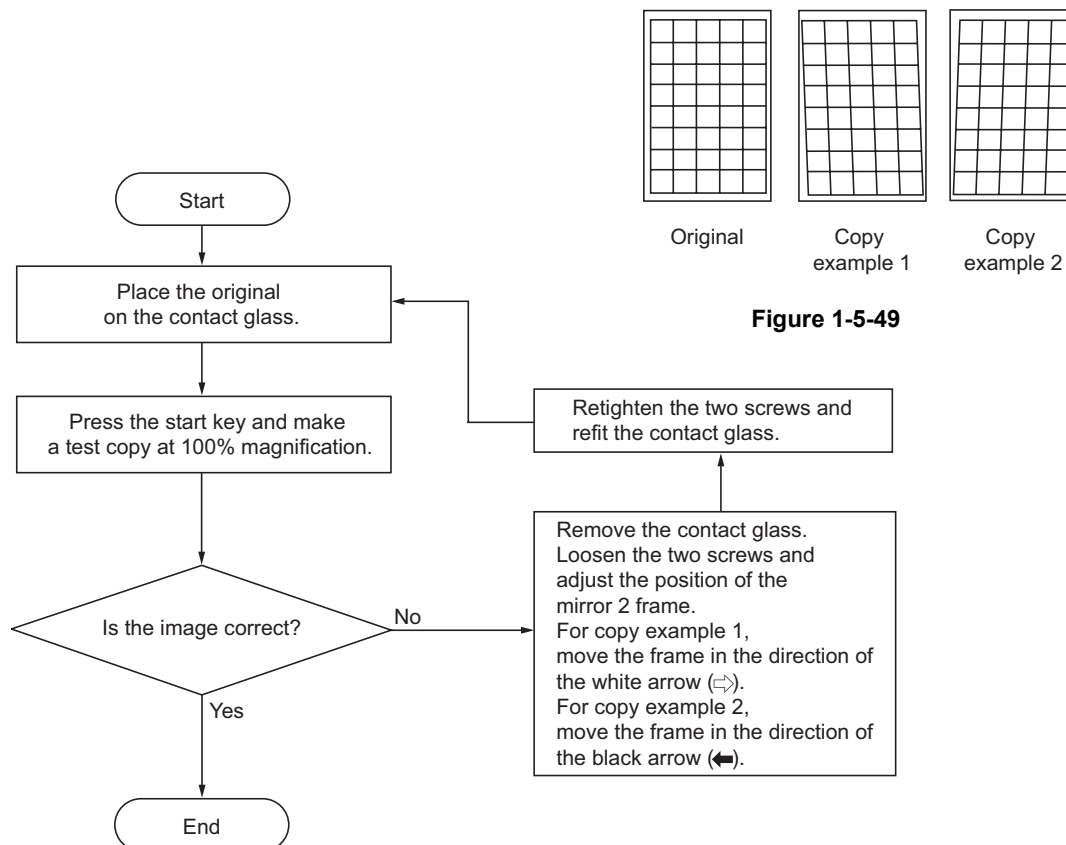 Original
Copy
example 1
Copy
example 2
Figure 1-5-49
Start
Place the original
on the contact glass.
Press the start key and make
a test copy at 100% magnification.
Is the image correct?
No
Yes
End
Remove the contact glass.
Loosen the two screws and
adjust the position of the
mirror 2 frame.
For copy example 1,
move the frame in the direction of
the white arrow (⇨).
For copy example 2,
move the frame in the direction of
the black arrow (⬅).
Retighten the two screws and
refit the contact glass.